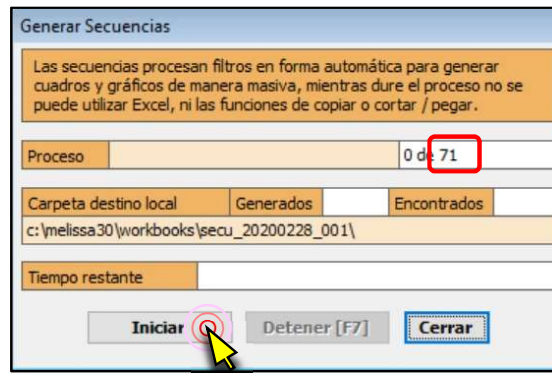 Generar Secuencias
Las secuencias procesan filtros en forma automática para generar
cuadros y gráficos de manera masiva, mientras dure el proceso no se
puede utilizar Excel, ni las funciones de copiar o cortar / pegar.
Proceso 0 de 71
Carpeta destino local Generados Encontrados
c:\melissa30\workbooks\secu_20200228_001\
Tiempo restante
Iniciar Detener [F7] Cerrar